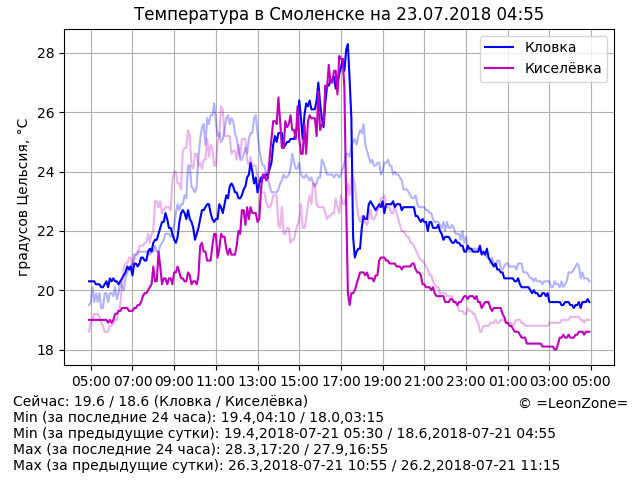 Температура в Смоленске на 23.07.2018 04:55
градусов Цельсия, °C
28
26
24
22
20
18
Кловка
Киселёвка
05:00 07:00 09:00 11:00 13:00 15:00 17:00 19:00 21:00 23:00 01:00 03:00 05:00
Сейчас: 19.6 / 18.6 (Кловка / Киселёвка)
© =LeonZone=
Min (за последние 24 часа): 19.4,04:10 / 18.0,03:15
Min (за предыдущие сутки): 19.4,2018-07-21 05:30 / 18.6,2018-07-21 04:55
Max (за последние 24 часа): 28.3,17:20 / 27.9,16:55
Max (за предыдущие сутки): 26.3,2018-07-21 10:55 / 26.2,2018-07-21 11:15